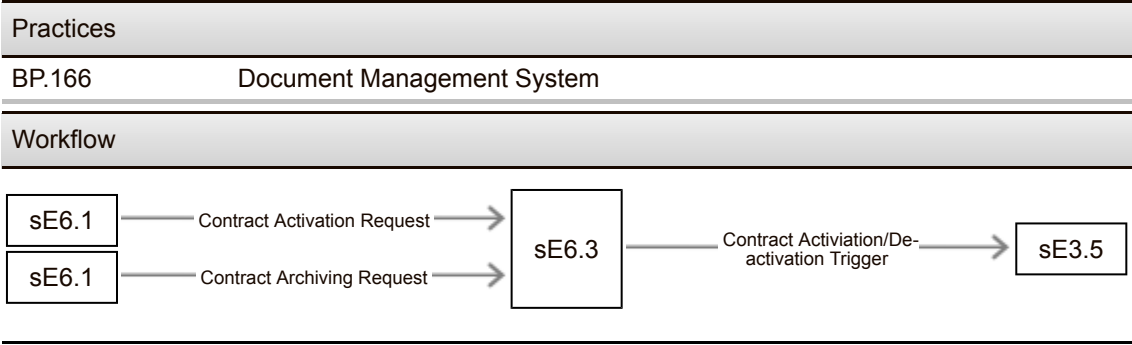 Practices
BP.166 Document Management System
Workflow
sE6.1
Contract Activation Request
sE6.1
Contract Archiving Request
sE6.3
Contract Activiation/De-
activation Trigger
sE3.5